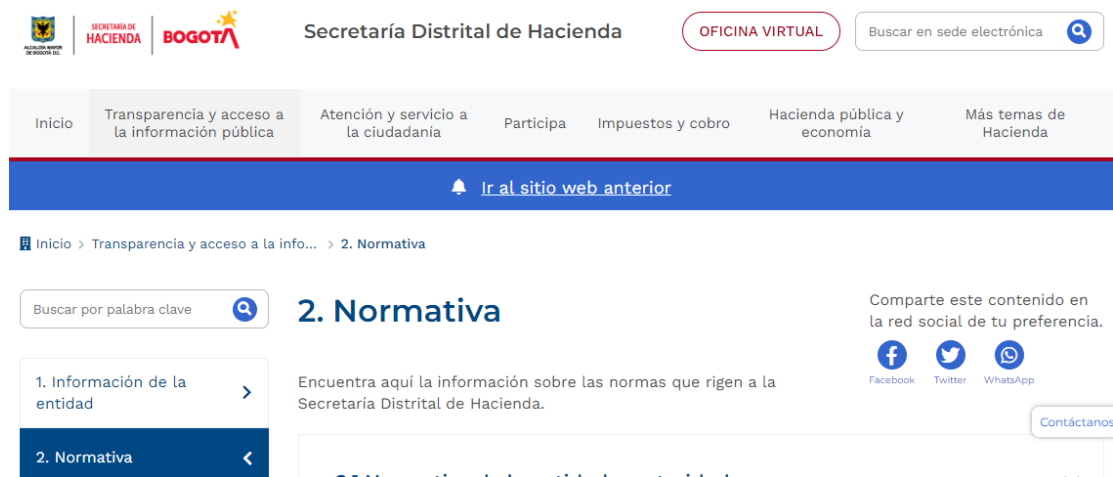 ALCALDÍA MAYOR
DE BOGOTÁ D.C.
SECRETARÍA DE
HACIENDA
BOGOTÁ
Secretaría Distrital de Hacienda
OFICINA VIRTUAL
Buscar en sede electrónica
Inicio
Transparencia y acceso a
la información pública
Atención y servicio a
la ciudadanía
Participa
Impuestos y cobro
Hacienda pública y
economía
Más temas de
Hacienda
Ir al sitio web anterior
Inicio > Transparencia y acceso a la info... > 2. Normativa
Buscar por palabra clave
2. Normativa
Comparte este contenido en
la red social de tu preferencia.
Facebook Twitter WhatsApp
1. Información de la
entidad
Encuentra aquí la información sobre las normas que rigen a la
Secretaría Distrital de Hacienda.
Contáctanos
2. Normativa